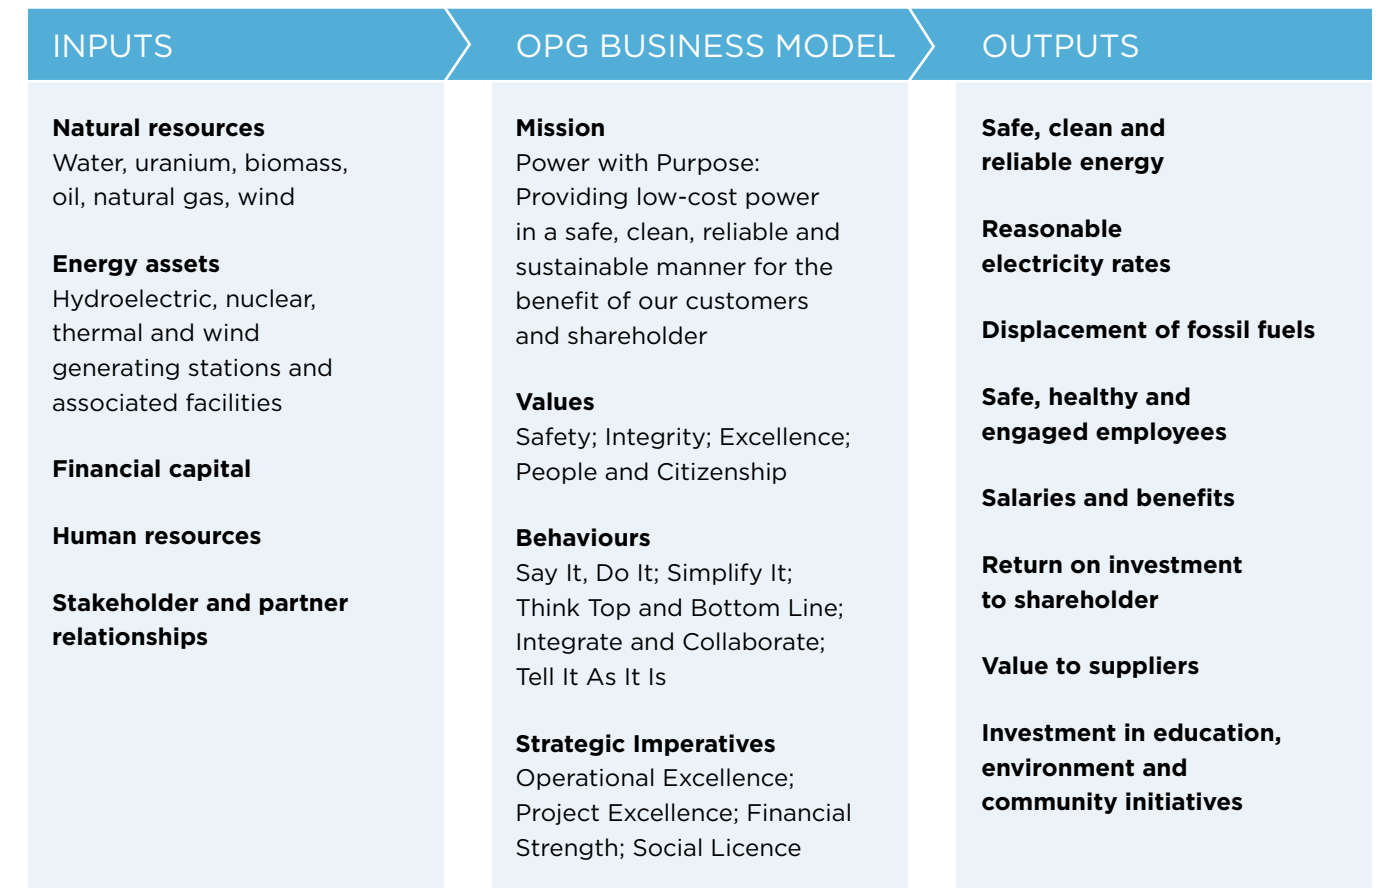 INPUTS
Natural resources
Water, uranium, biomass,
oil, natural gas, wind
Energy assets
Hydroelectric, nuclear,
thermal and wind
generating stations and
associated facilities
Financial capital
Human resources
Stakeholder and partner
relationships
OPG BUSINESS MODEL
Mission
Power with Purpose:
Providing low-cost power
in a safe, clean, reliable and
sustainable manner for the
benefit of our customers
and shareholder
Values
Safety; Integrity; Excellence;
People and Citizenship
Behaviours
Say It, Do It; Simplify It;
Think Top and Bottom Line;
Integrate and Collaborate;
Tell It As It Is
Strategic Imperatives
Operational Excellence;
Project Excellence; Financial
Strength; Social Licence
OUTPUTS
Safe, clean and
reliable energy
Reasonable
electricity rates
Displacement of fossil fuels
Safe, healthy and
engaged employees
Salaries and benefits
Return on investment
to shareholder
Value to suppliers
Investment in education,
environment and
community initiatives